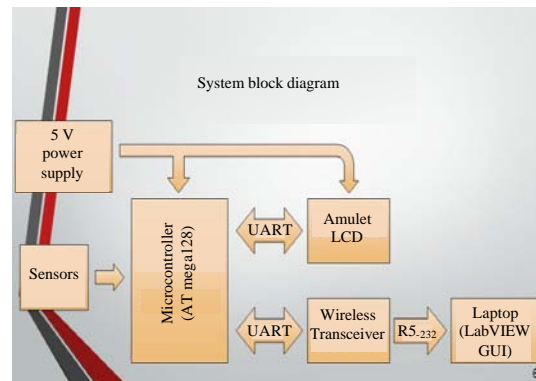 System block diagram
5 V
power
supply
Sensors
Microcontroller
(AT mega128)
UART
Amulet
LCD
UART
Wireless
Transceiver
R5-232
Laptop
(LabVIEW
GUI)
6